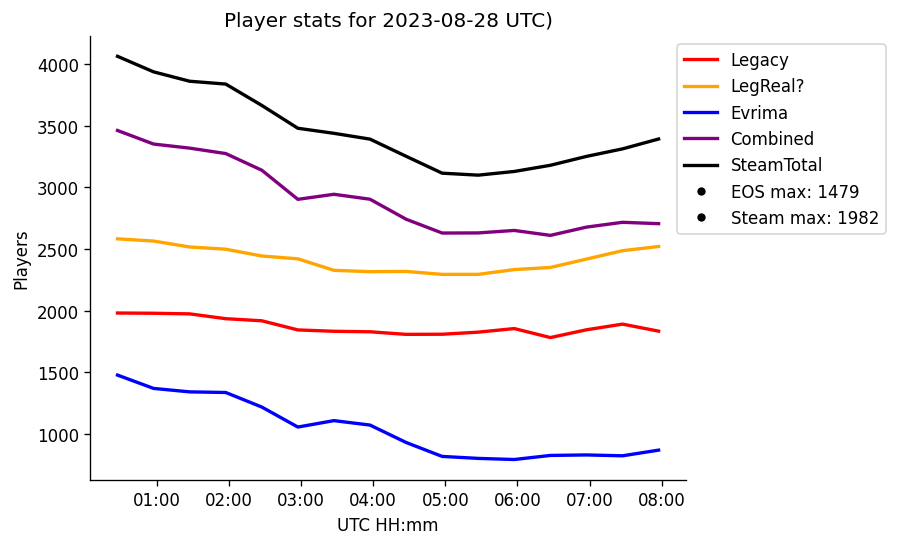 Player stats for 2023-08-28 UTC)
4000
3500
3000
2500
2000
1500
1000
Players
01:00 02:00 03:00 04:00 05:00 06:00 07:00 08:00
UTC HH:mm
Legacy
LegReal?
Evrima
Combined
SteamTotal
EOS max: 1479
Steam max: 1982